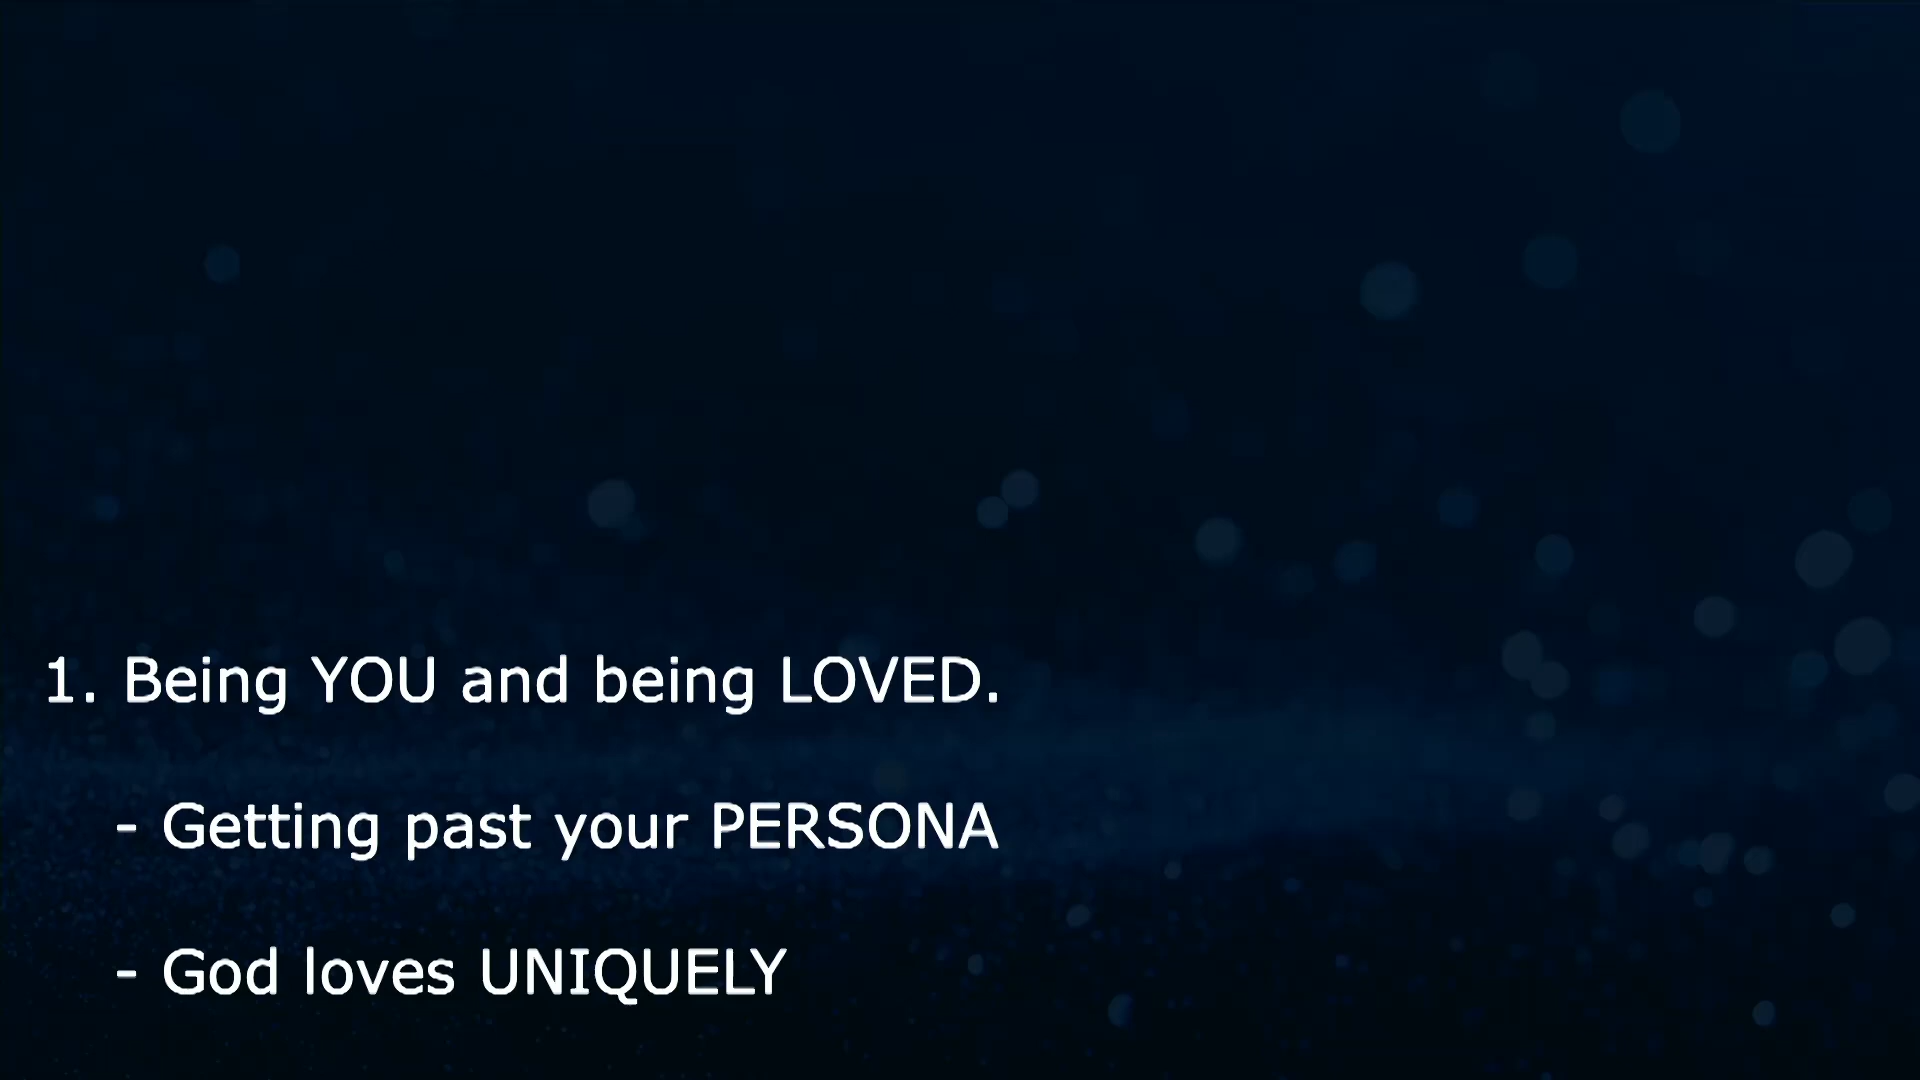 1. Being YOU and being LOVED.
- Getting past your PERSONA
- God loves UNIQUELY